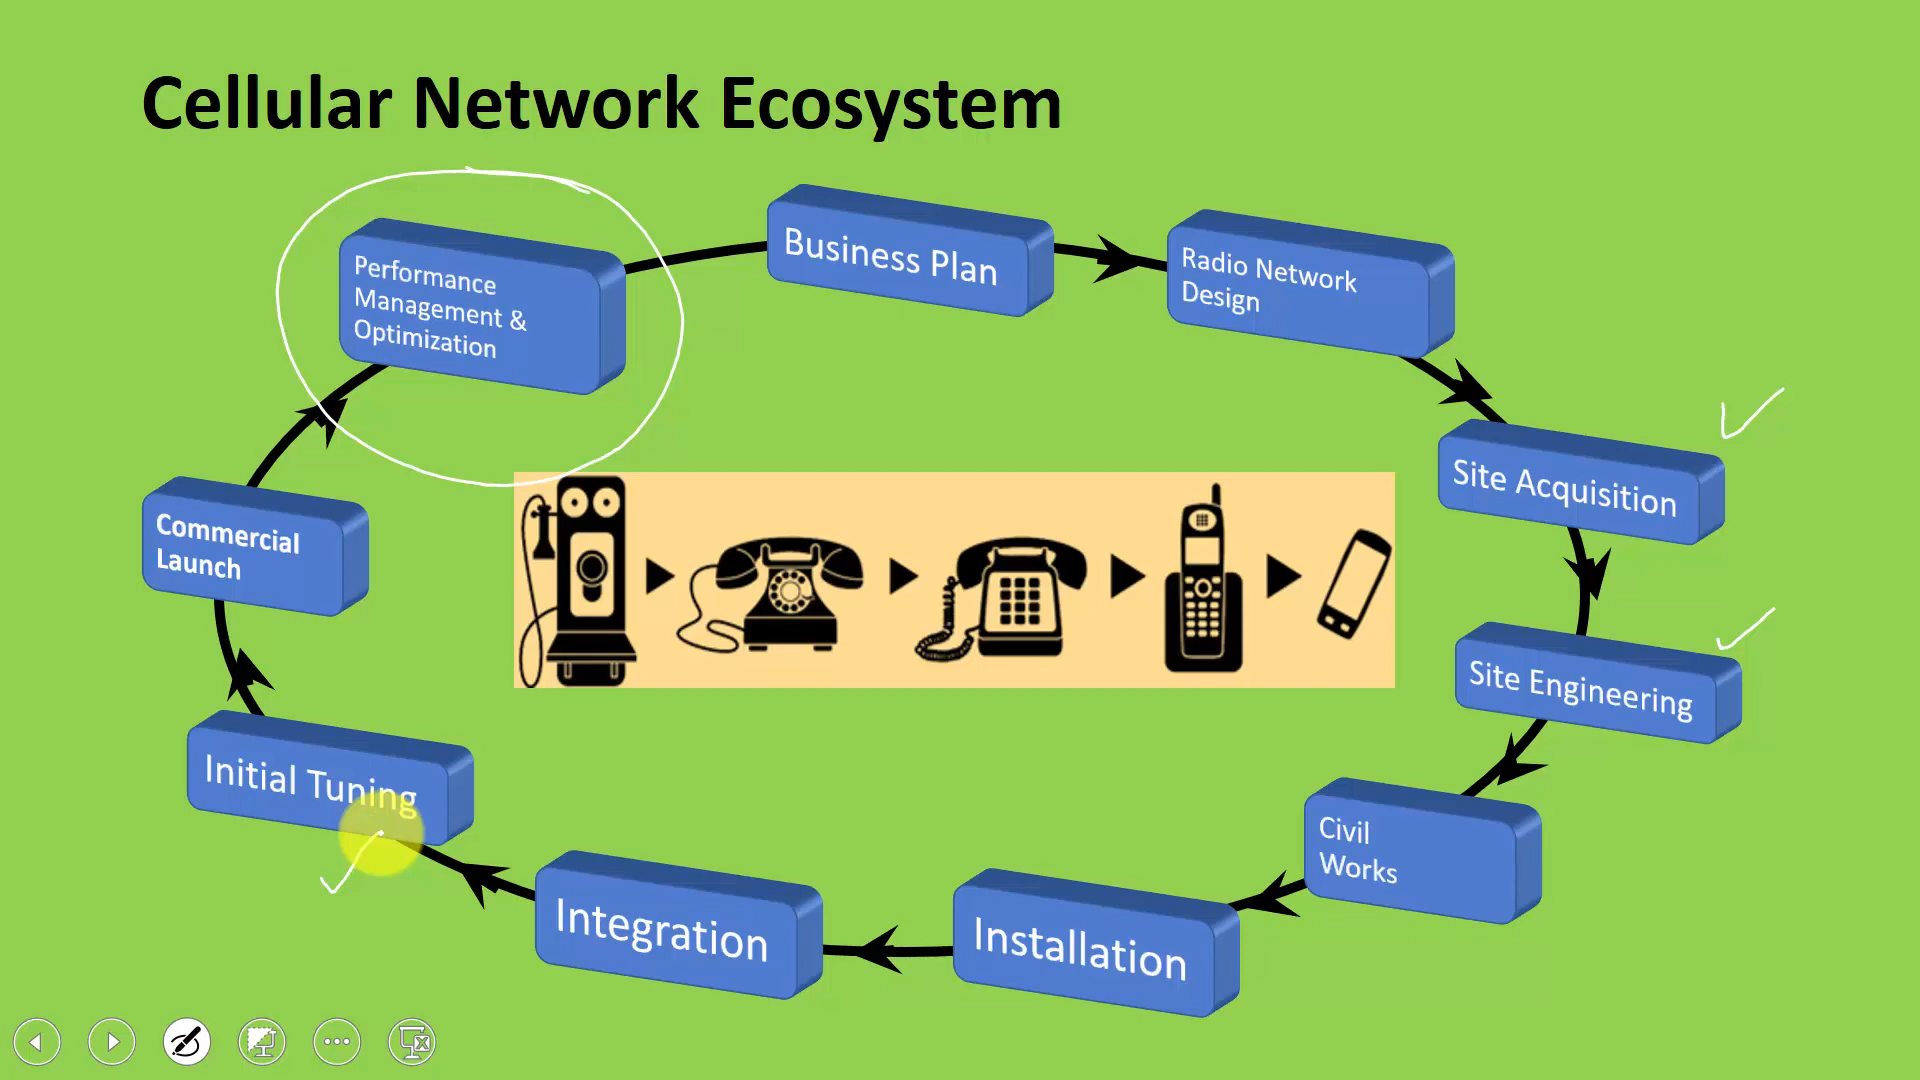 Cellular Network Ecosystem
Business Plan
Radio Network
Design
Site Acquisition
Site Engineering
Civil
Works
Installation
Integration
Initial Tuning
Commercial
Launch
Performance
Management &
Optimization